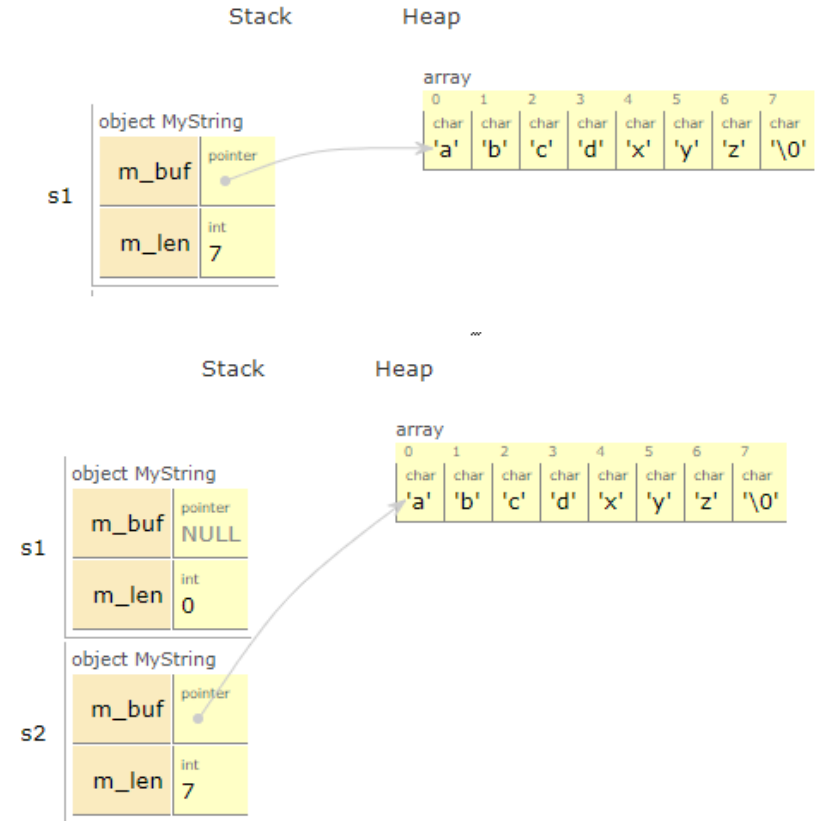 Stack Heap
array
0 1 2 3 4 5 6 7
object MyString
char char char char char char char char
'a' 'b' 'c' 'd' 'x' 'y' 'z' '\0'
m_buf pointer
s1
m_len int
7
Stack Heap
array
0 1 2 3 4 5 6 7
object MyString
char char char char char char char char
'a' 'b' 'c' 'd' 'x' 'y' 'z' '\0'
m_buf pointer
NULL
s1
m_len int
0
object MyString
m_buf pointer
s2
m_len int
7